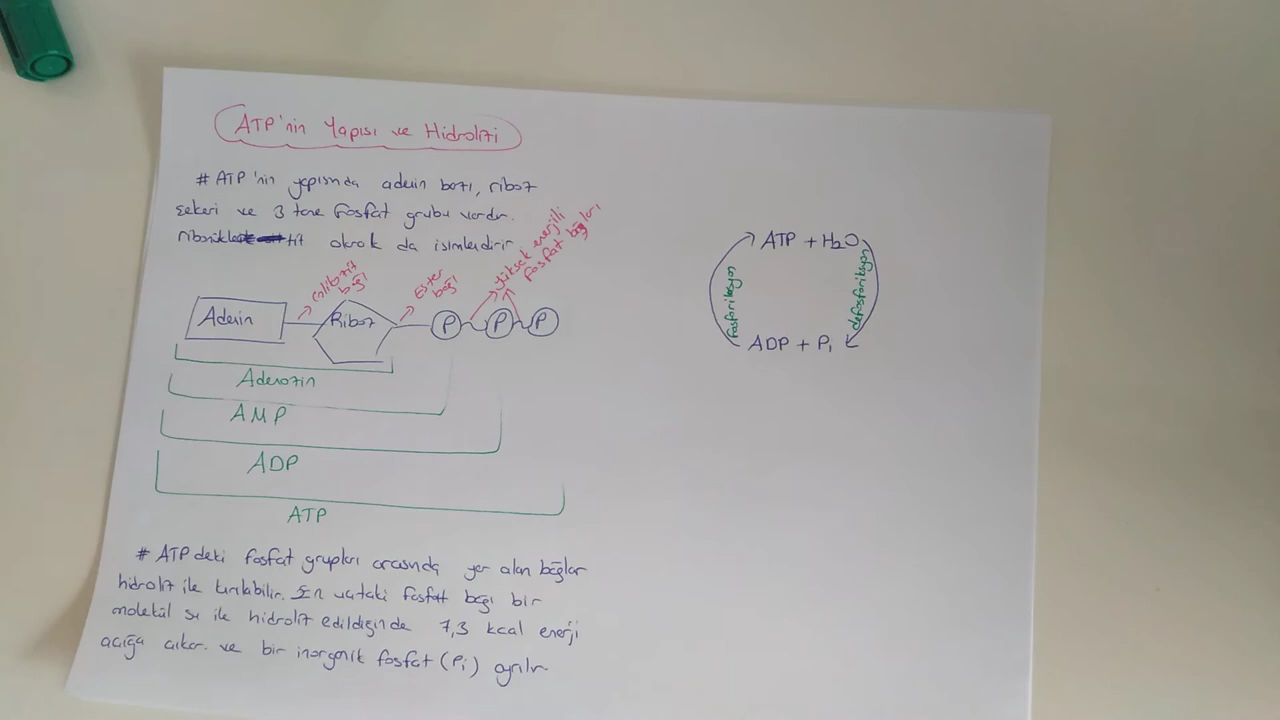 ATP'nin Yapısı ve Hidrolizi
# ATP'nin yapısında adenin bazı, riboz
şekeri ve 3 tane fosfat grubu vardır.
ribonükleotit olarak da isimlendirir
Glikozit
bağı
Ester
bağı
yüksek enerjili
fosfat bağları
Adenin
Riboz
P
P
P
Adenozin
AMP
ADP
ATP
# ATP'deki fosfat grupları arasında yer alan bağlar
hidroliz ile kırılabilir. En uçtaki fosfat bağı bir
molekül su ile hidroliz edildiğinde 7,3 kcal enerji
açığa çıkar. ve bir inorganik fosfat (Pi) ayrılır
ATP + H2O
fosforilasyon
defosforilasyon
ADP + Pi